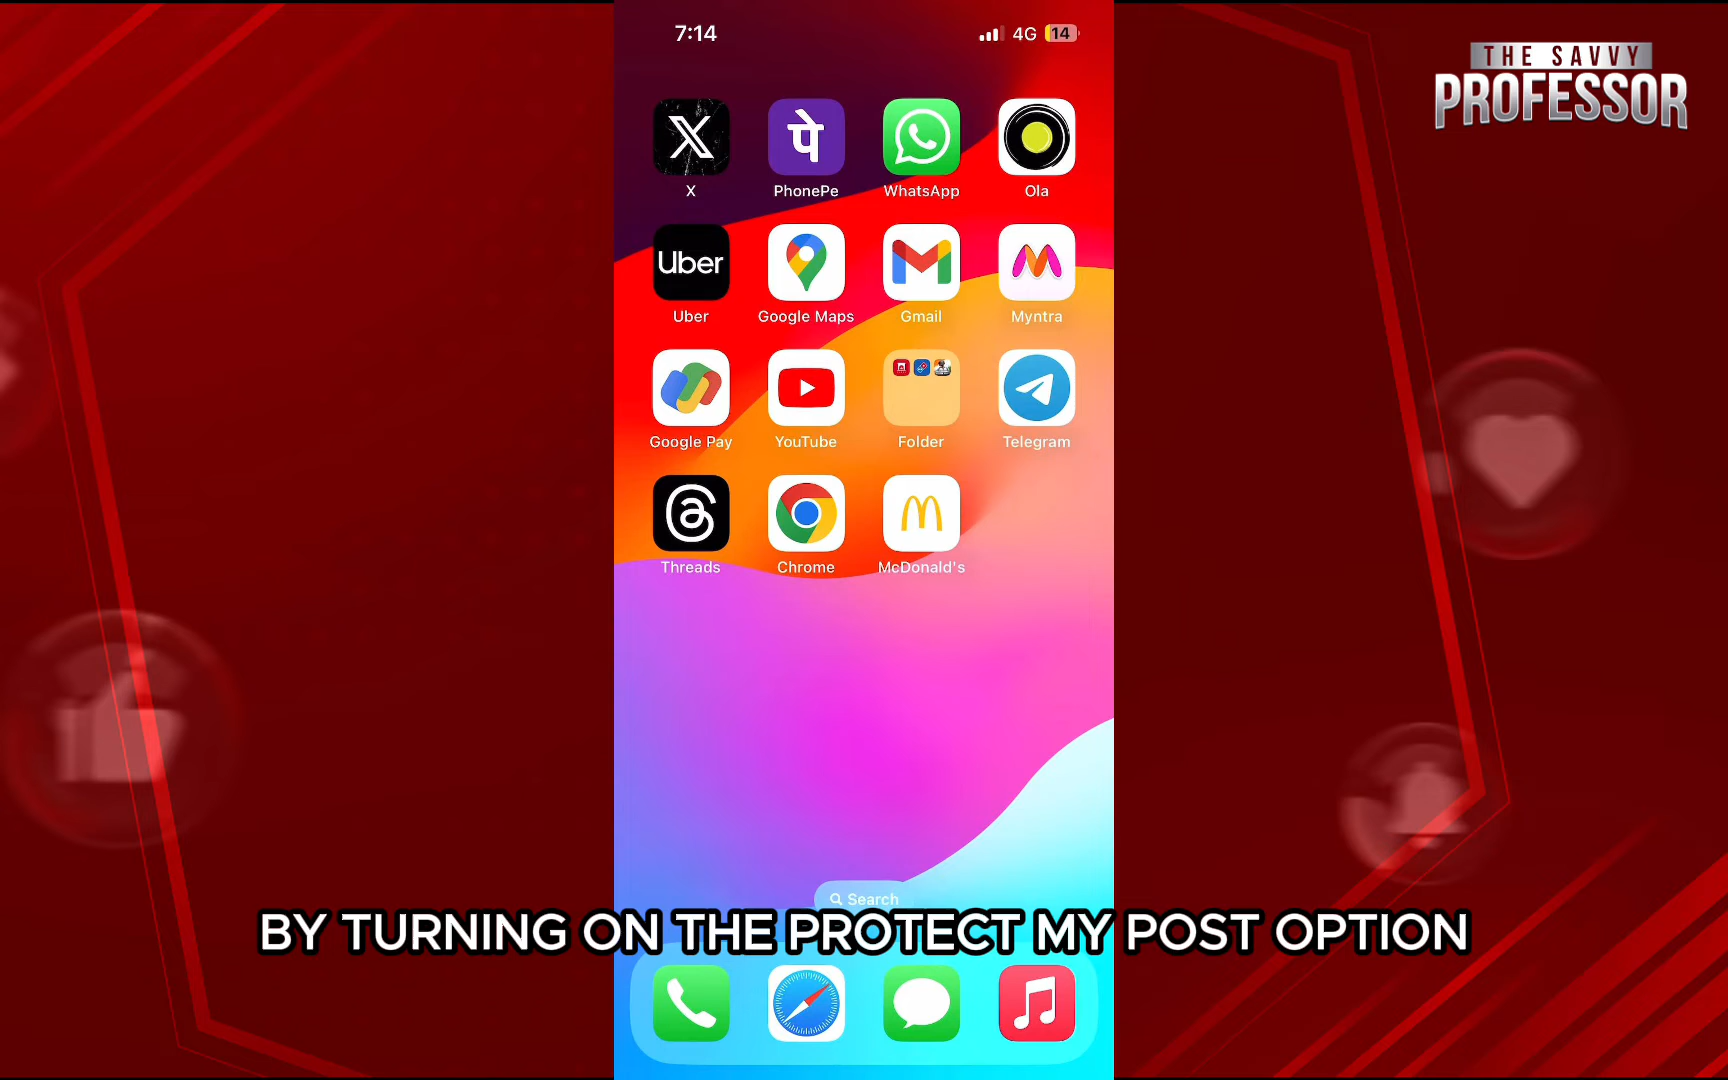 7:14
4G 14
THE SAVVY
PROFESSOR
पे
X
PhonePe
WhatsApp
Ola
Uber
Uber
Google Maps
Gmail
Myntra
Google Pay
YouTube
Folder
Telegram
Threads
Chrome
McDonald's
Search
BY TURNING ON THE PROTECT MY POST OPTION